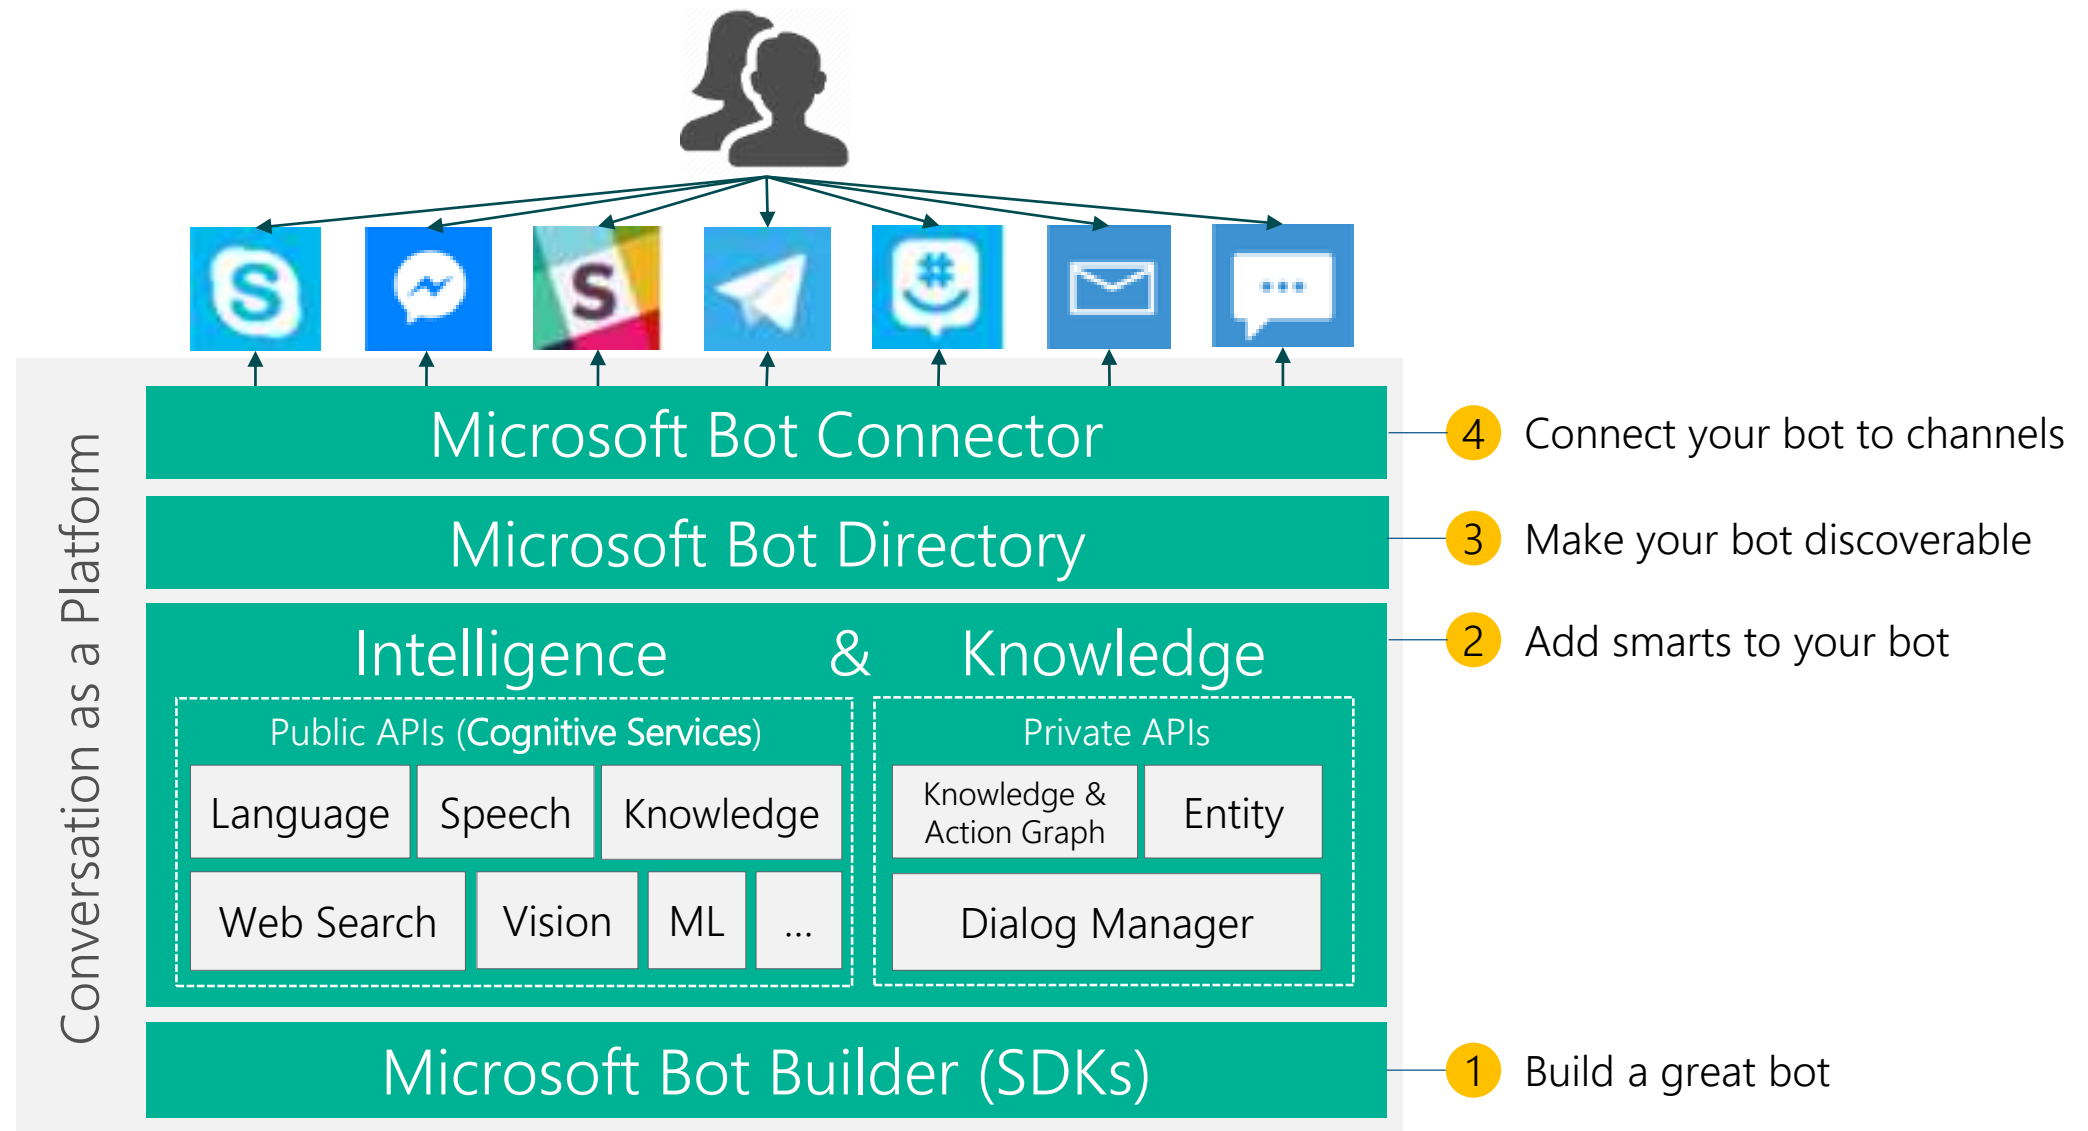 S
S
#
Conversation as a Platform
Microsoft Bot Connector
4 Connect your bot to channels
Microsoft Bot Directory
3 Make your bot discoverable
Intelligence & Knowledge
2 Add smarts to your bot
Public APIs (Cognitive Services)
Language
Speech
Knowledge
Web Search
Vision
ML
...
Private APIs
Knowledge &
Action Graph
Entity
Dialog Manager
Microsoft Bot Builder (SDKs)
1 Build a great bot